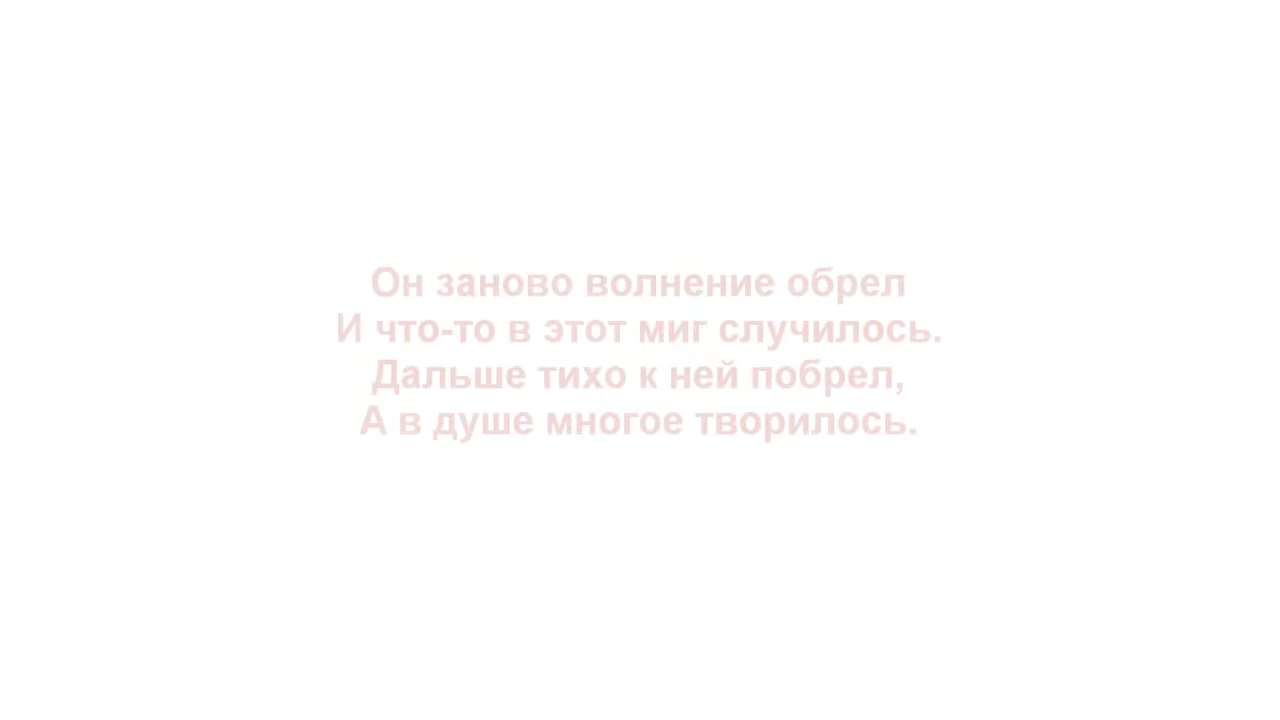 Он заново волнение обрел
И что-то в этот миг случилось.
Дальше тихо к ней побрел,
А в душе многое творилось.